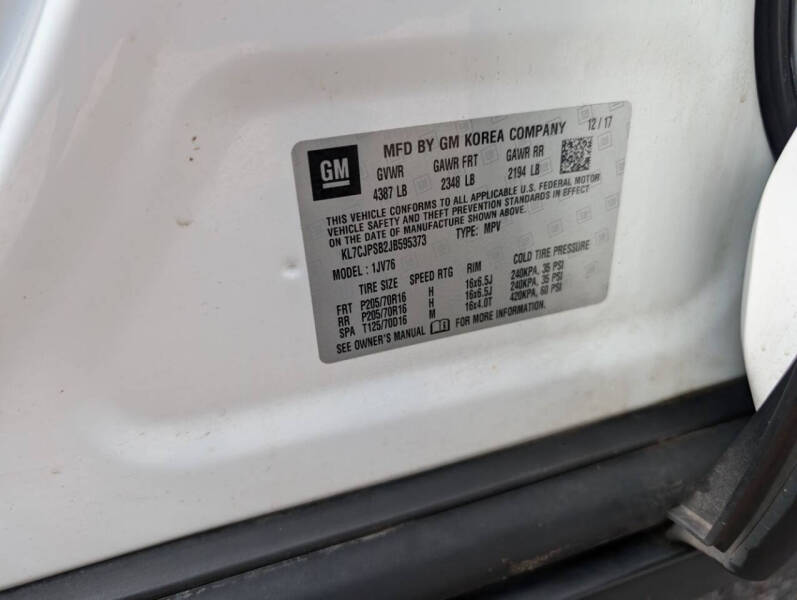 MFD BY GM KOREA COMPANY 12/17
GM
GVWR GAWR FRT GAWR RR
4387 LB 2348 LB 2194 LB
THIS VEHICLE CONFORMS TO ALL APPLICABLE U.S. FEDERAL MOTOR
VEHICLE SAFETY AND THEFT PREVENTION STANDARDS IN EFFECT
ON THE DATE OF MANUFACTURE SHOWN ABOVE.
KL7CJPSB2JB595373 TYPE: MPV
MODEL : 1JV76
TIRE SIZE SPEED RTG RIM COLD TIRE PRESSURE
FRT P205/70R16 H 16x6.5J 240KPA, 35 PSI
RR P205/70R16 H 16x6.5J 240KPA, 35 PSI
SPA T125/70D16 M 16x4.0T 420KPA, 60 PSI
SEE OWNER'S MANUAL FOR MORE INFORMATION.